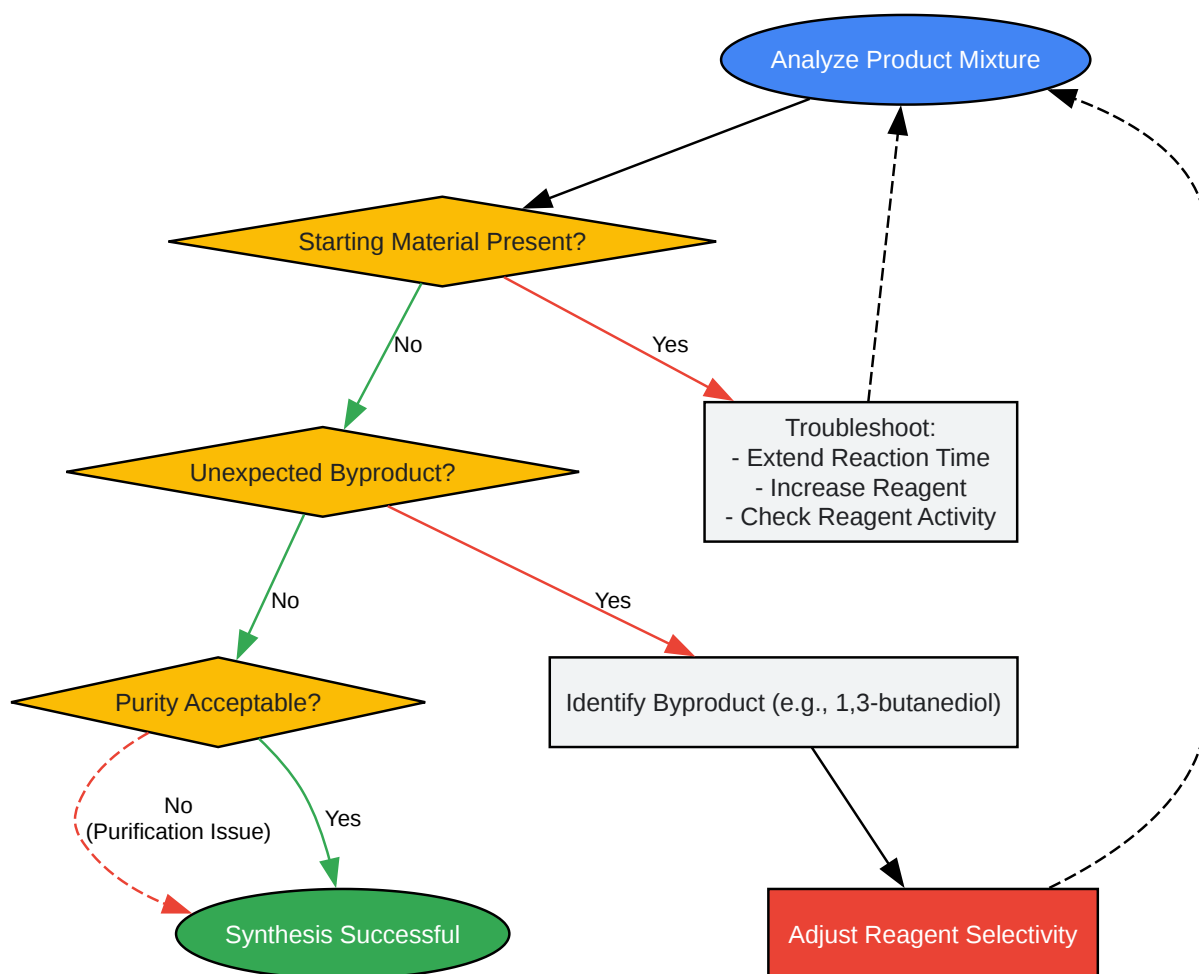 Analyze Product Mixture
Starting Material Present?
No
Yes
Troubleshoot:
- Extend Reaction Time
- Increase Reagent
- Check Reagent Activity
Unexpected Byproduct?
No
Yes
Purity Acceptable?
Identify Byproduct (e.g., 1,3-butanediol)
No
(Purification Issue)
Yes
Synthesis Successful
Adjust Reagent Selectivity